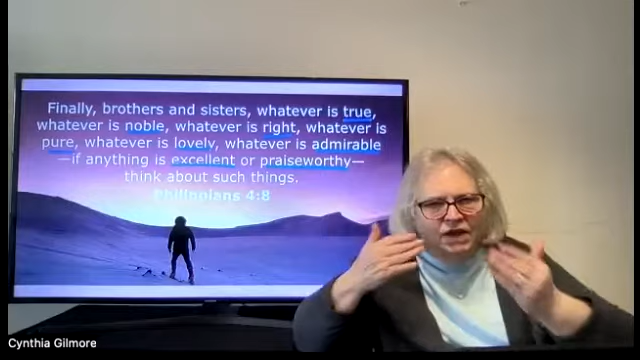 Finally, brothers and sisters, whatever is true,
whatever is noble, whatever is right, whatever is
pure, whatever is lovely, whatever is admirable
—if anything is excellent or praiseworthy—
think about such things.
Philippians 4:8
Cynthia Gilmore